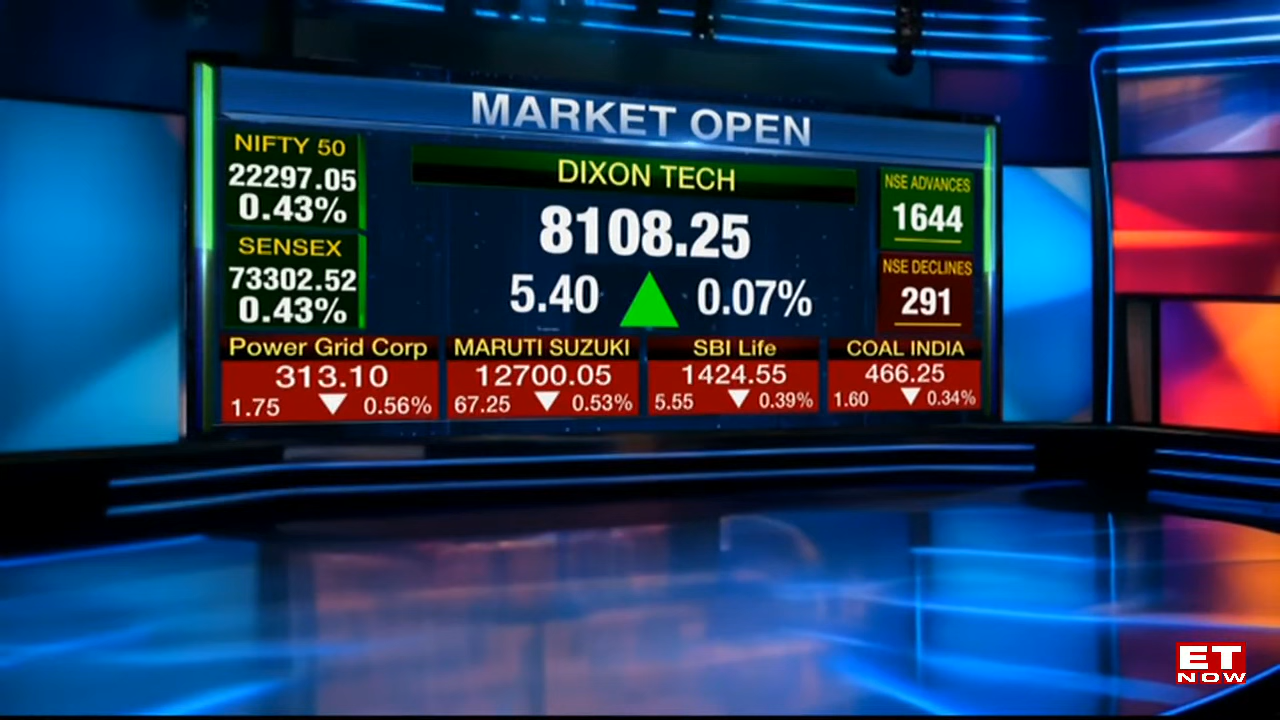 MARKET OPEN
NIFTY 50
22297.05
0.43%
SENSEX
73302.52
0.43%
DIXON TECH
8108.25
5.40 0.07%
NSE ADVANCES
1644
NSE DECLINES
291
Power Grid Corp
313.10
1.75 0.56%
MARUTI SUZUKI
12700.05
67.25 0.53%
SBI Life
1424.55
5.55 0.39%
COAL INDIA
466.25
1.60 0.34%
ET
NOW